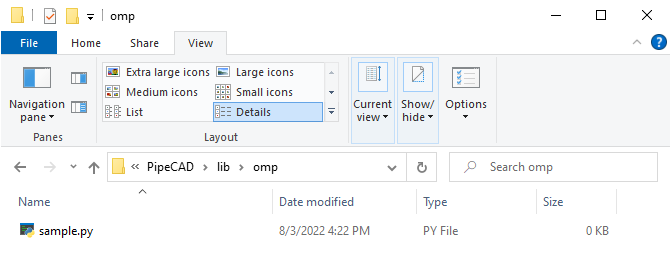 omp
File Home Share View
Navigation pane
Panes
Extra large icons Large icons
Medium icons Small icons
List Details
Layout
Current view
Show/ hide
Options
« PipeCAD > lib > omp
Search omp
Name Date modified Type Size
sample.py 8/3/2022 4:22 PM PY File 0 KB